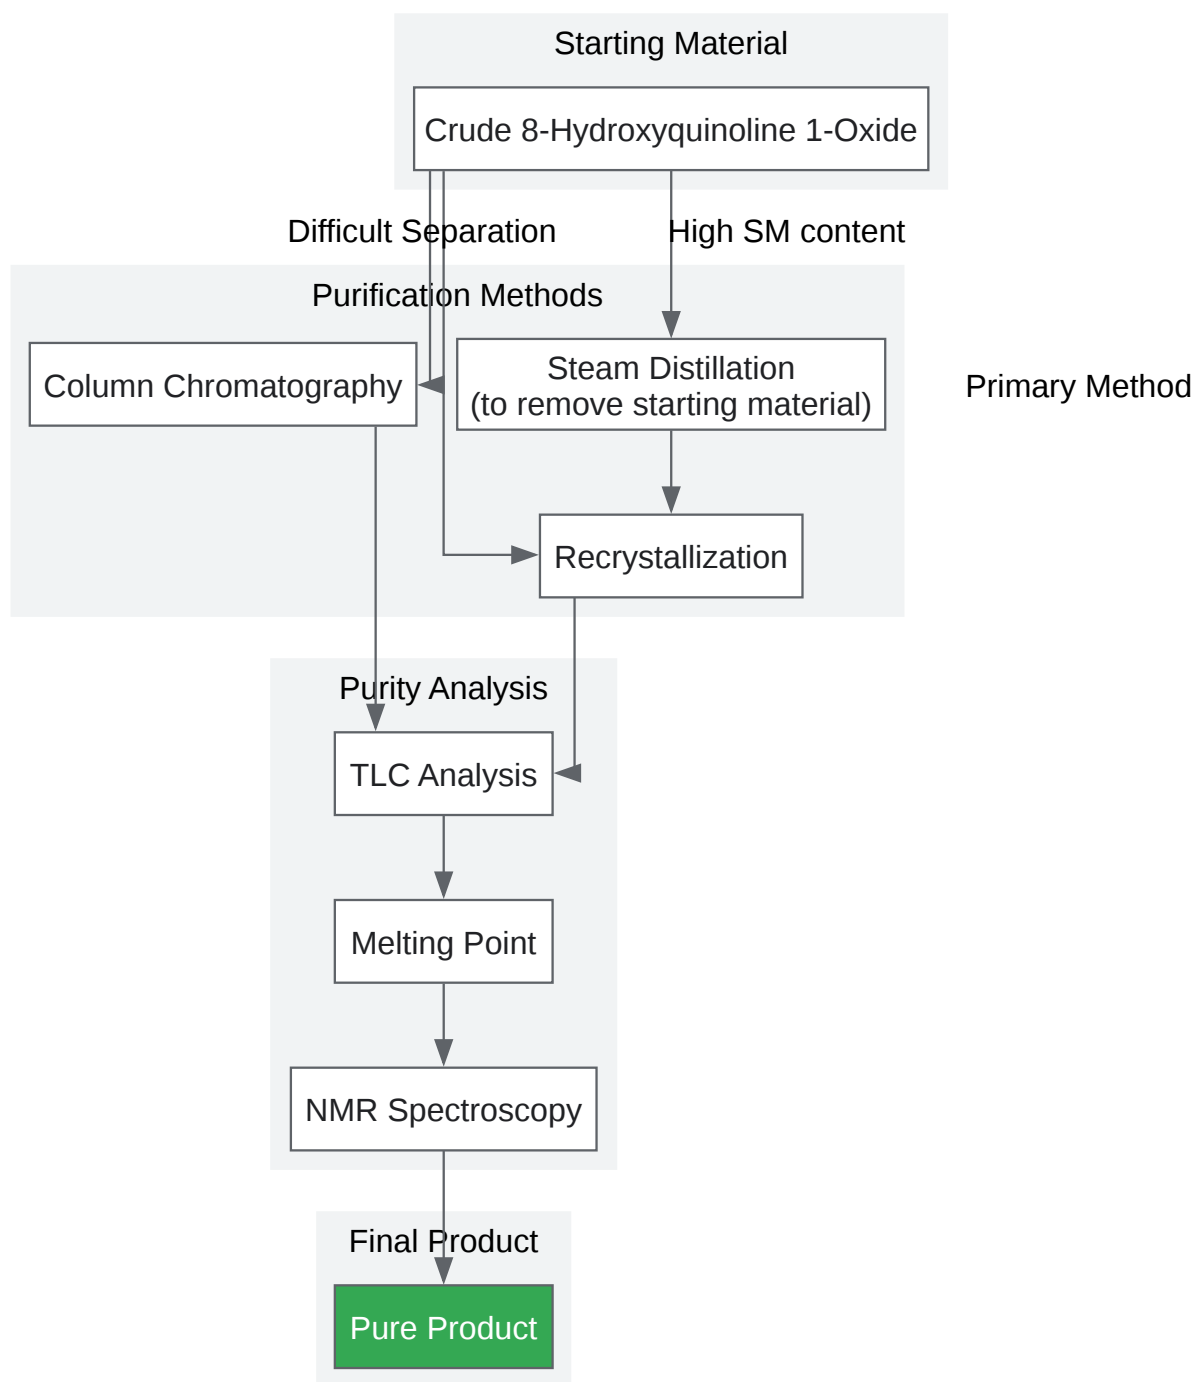 Starting Material
Crude 8-Hydroxyquinoline 1-Oxide
Difficult Separation
High SM content
Purification Methods
Column Chromatography
Steam Distillation
(to remove starting material)
Primary Method
Recrystallization
Purity Analysis
TLC Analysis
Melting Point
NMR Spectroscopy
Final Product
Pure Product